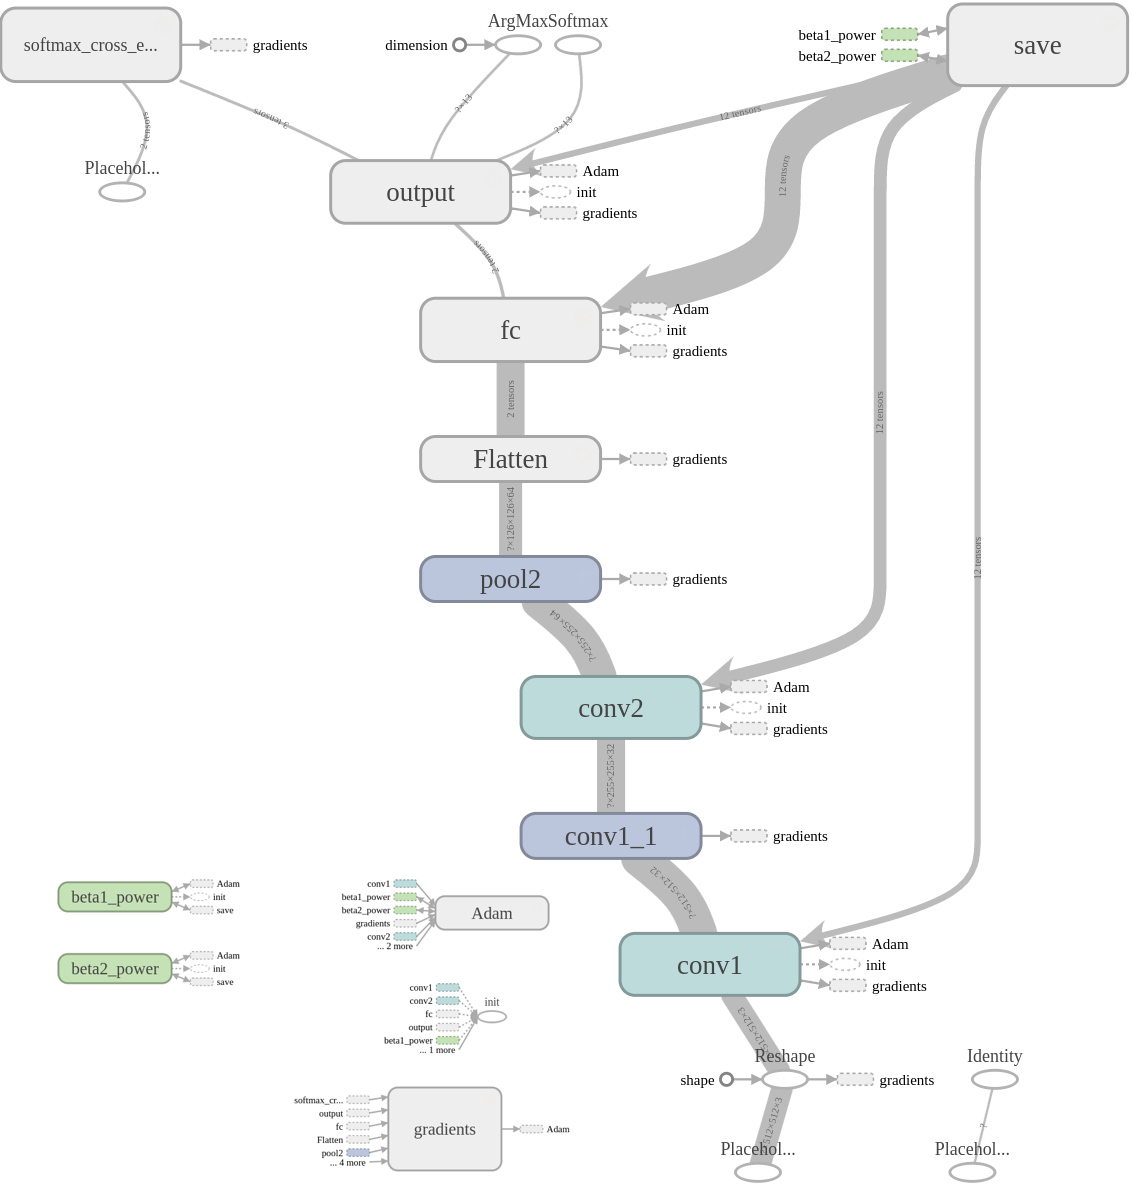 softmax_cross_e...
gradients
dimension
ArgMax
Softmax
beta1_power
beta2_power
save
3 tensors
2 tensors
?×13
?×13
12 tensors
12 tensors
Placehol...
output
Adam
init
gradients
2 tensors
fc
Adam
init
gradients
2 tensors
12 tensors
Flatten
gradients
?×126×126×64
pool2
gradients
12 tensors
?×255×255×64
conv2
Adam
init
gradients
?×255×255×32
conv1_1
gradients
?×512×512×32
beta1_power
Adam
init
save
conv1
beta1_power
beta2_power
gradients
conv2
... 2 more
Adam
conv1
Adam
init
gradients
beta2_power
Adam
init
save
conv1
conv2
fc
output
beta1_power
... 1 more
init
?×512×512×3
Reshape
shape
gradients
Identity
softmax_cr...
output
fc
Flatten
pool2
... 4 more
gradients
Adam
512×512×3
?
Placehol...
Placehol...